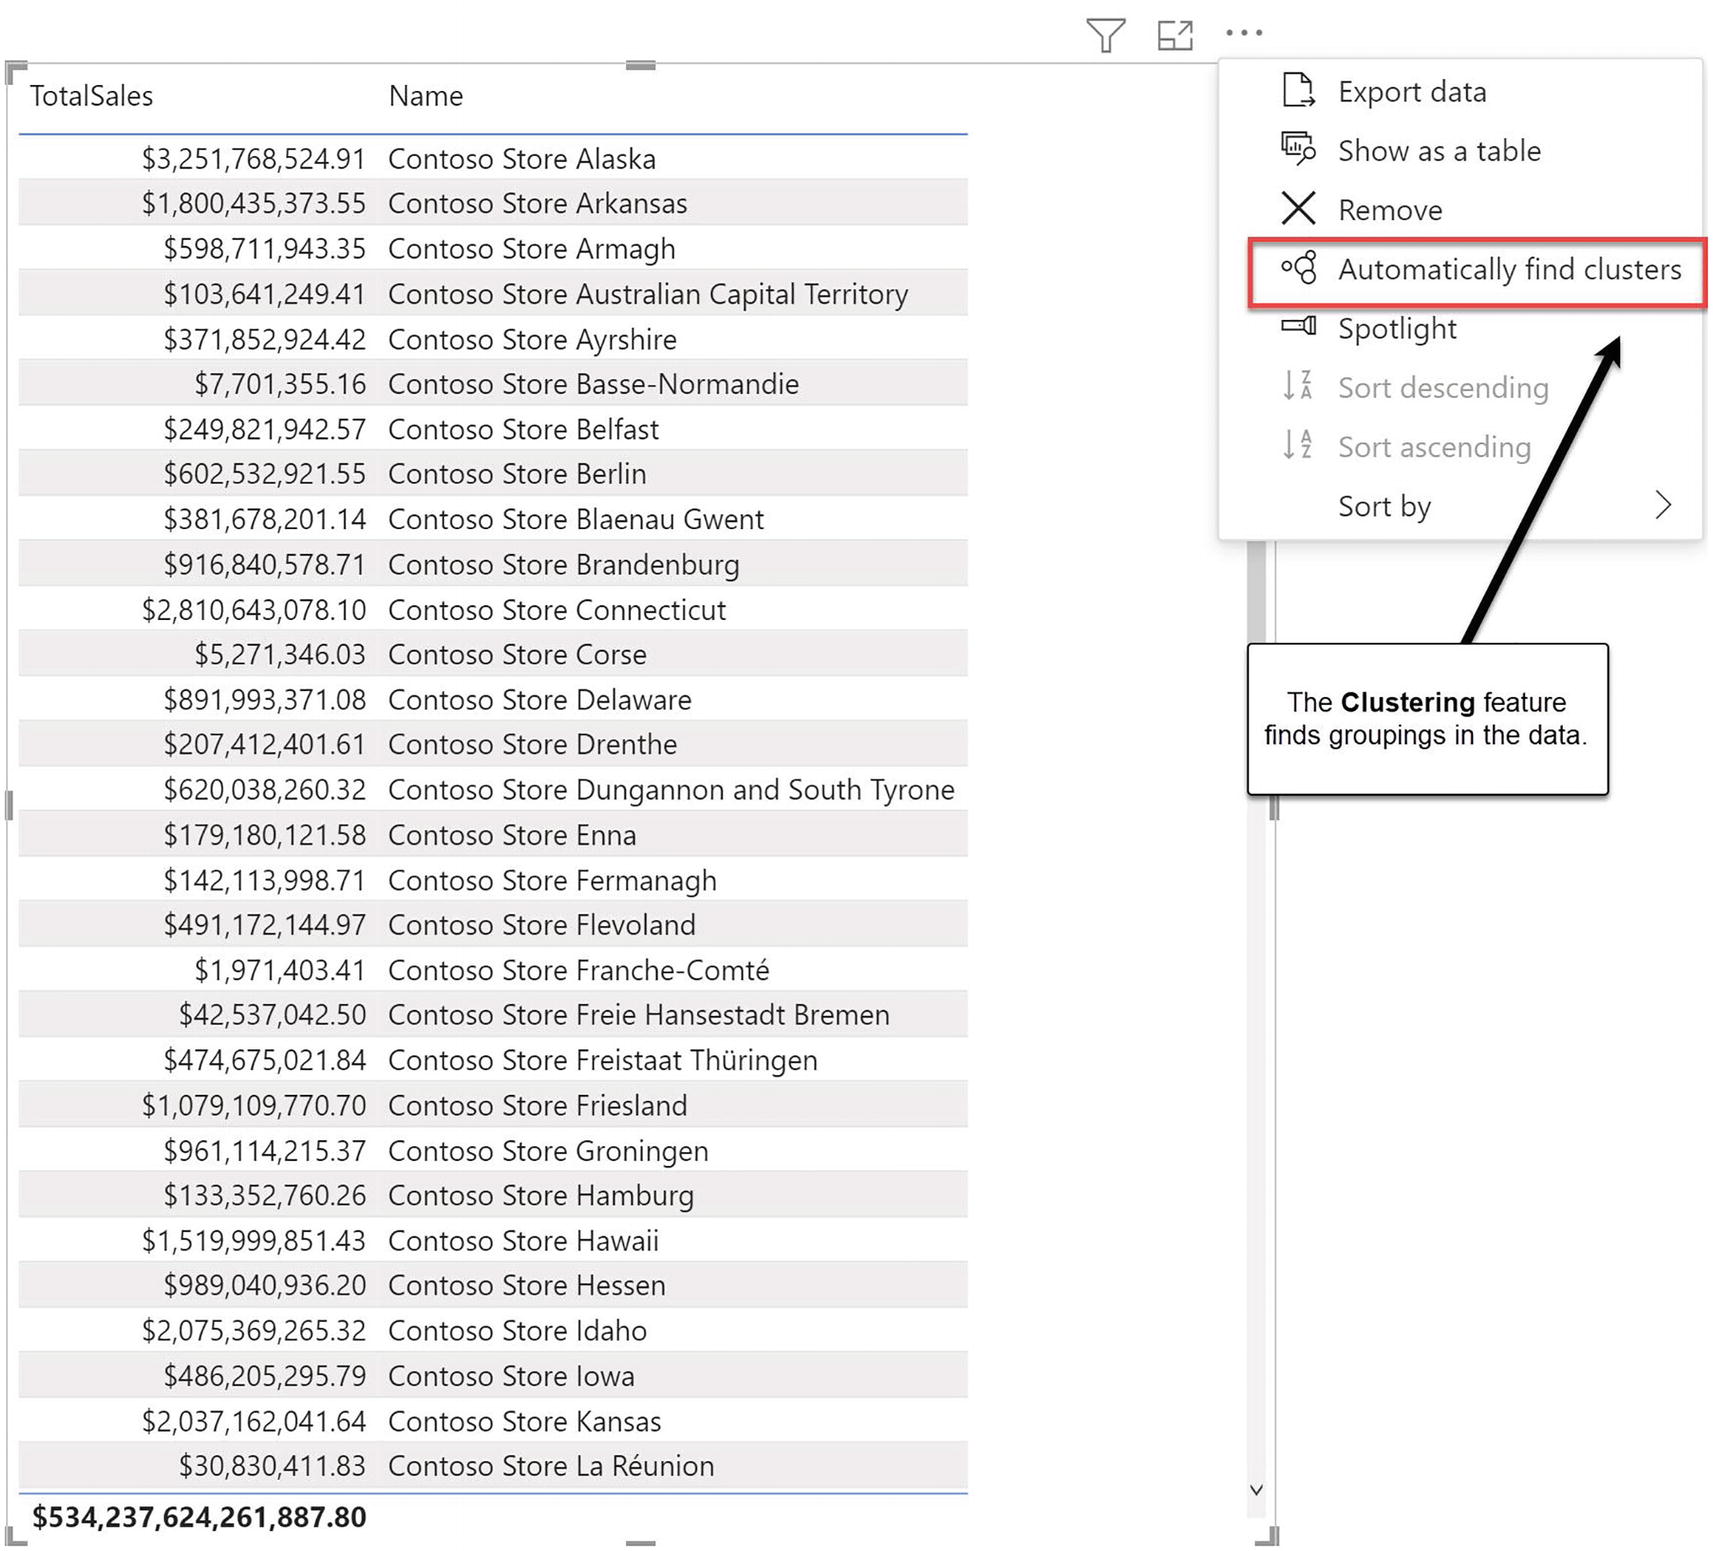 TotalSales Name
$3,251,768,524.91 Contoso Store Alaska
$1,800,435,373.55 Contoso Store Arkansas
$598,711,943.35 Contoso Store Armagh
$103,641,249.41 Contoso Store Australian Capital Territory
$371,852,924.42 Contoso Store Ayrshire
$7,701,355.16 Contoso Store Basse-Normandie
$249,821,942.57 Contoso Store Belfast
$602,532,921.55 Contoso Store Berlin
$381,678,201.14 Contoso Store Blaenau Gwent
$916,840,578.71 Contoso Store Brandenburg
$2,810,643,078.10 Contoso Store Connecticut
$5,271,346.03 Contoso Store Corse
$891,993,371.08 Contoso Store Delaware
$207,412,401.61 Contoso Store Drenthe
$620,038,260.32 Contoso Store Dungannon and South Tyrone
$179,180,121.58 Contoso Store Enna
$142,113,998.71 Contoso Store Fermanagh
$491,172,144.97 Contoso Store Flevoland
$1,971,403.41 Contoso Store Franche-Comté
$42,537,042.50 Contoso Store Freie Hansestadt Bremen
$474,675,021.84 Contoso Store Freistaat Thüringen
$1,079,109,770.70 Contoso Store Friesland
$961,114,215.37 Contoso Store Groningen
$133,352,760.26 Contoso Store Hamburg
$1,519,999,851.43 Contoso Store Hawaii
$989,040,936.20 Contoso Store Hessen
$2,075,369,265.32 Contoso Store Idaho
$486,205,295.79 Contoso Store Iowa
$2,037,162,041.64 Contoso Store Kansas
$30,830,411.83 Contoso Store La Réunion
$534,237,624,261,887.80
Export data
Show as a table
Remove
Automatically find clusters
Spotlight
Sort descending
Sort ascending
Sort by
The Clustering feature
finds groupings in the data.